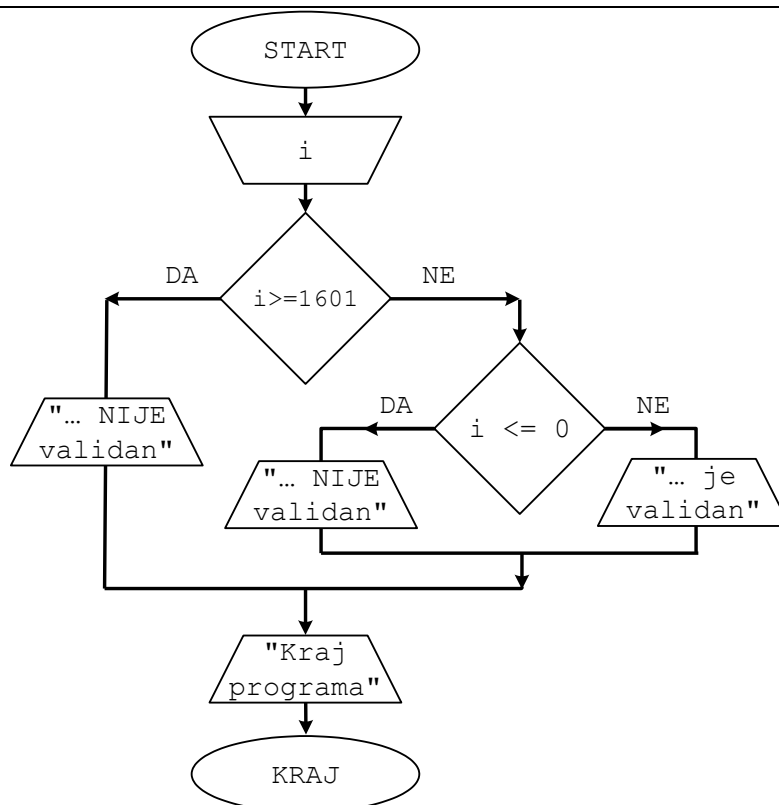 START
i
DA
NE
i>=1601
"… NIJE
validan"
DA
NE
i <= 0
"… NIJE
validan"
"… je
validan"
"Kraj
programa"
KRAJ